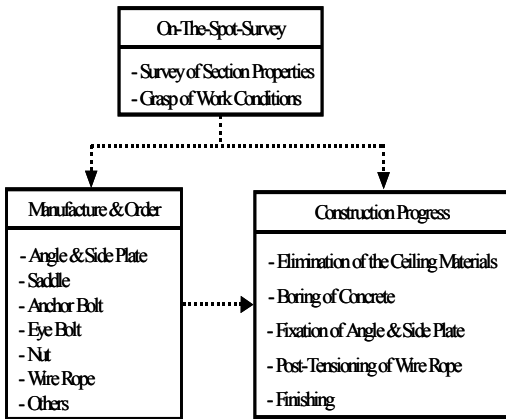 On-The-Spot-Survey
- Survey of Section Properties
- Grasp of Work Conditions
Manufacture & Order
- Angle & Side Plate
- Saddle
- Anchor Bolt
- Eye Bolt
- Nut
- Wire Rope
- Others
Construction Progress
- Elimination of the Ceiling Materials
- Boring of Concrete
- Fixation of Angle & Side Plate
- Post-Tensioning of Wire Rope
- Finishing